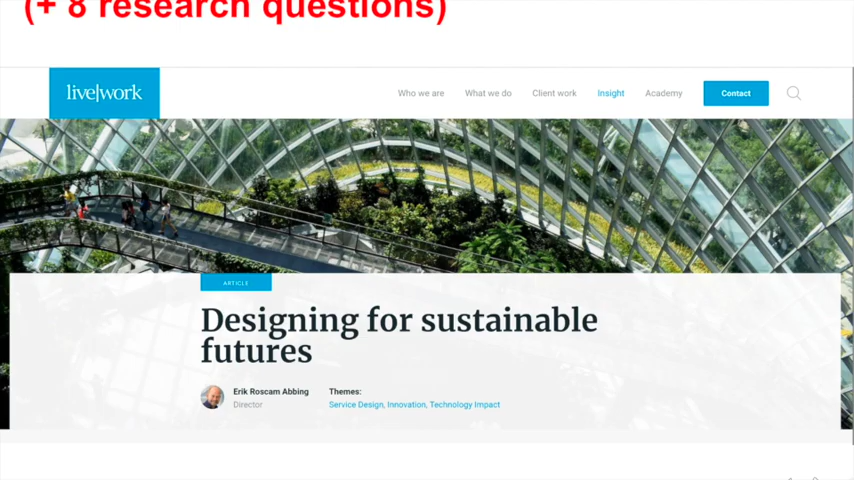 (+ 8 research questions)
live|work
Who we are What we do Client work Insight Academy Contact
ARTICLE
Designing for sustainable
futures
Erik Roscam Abbing
Director
Themes:
Service Design, Innovation, Technology Impact